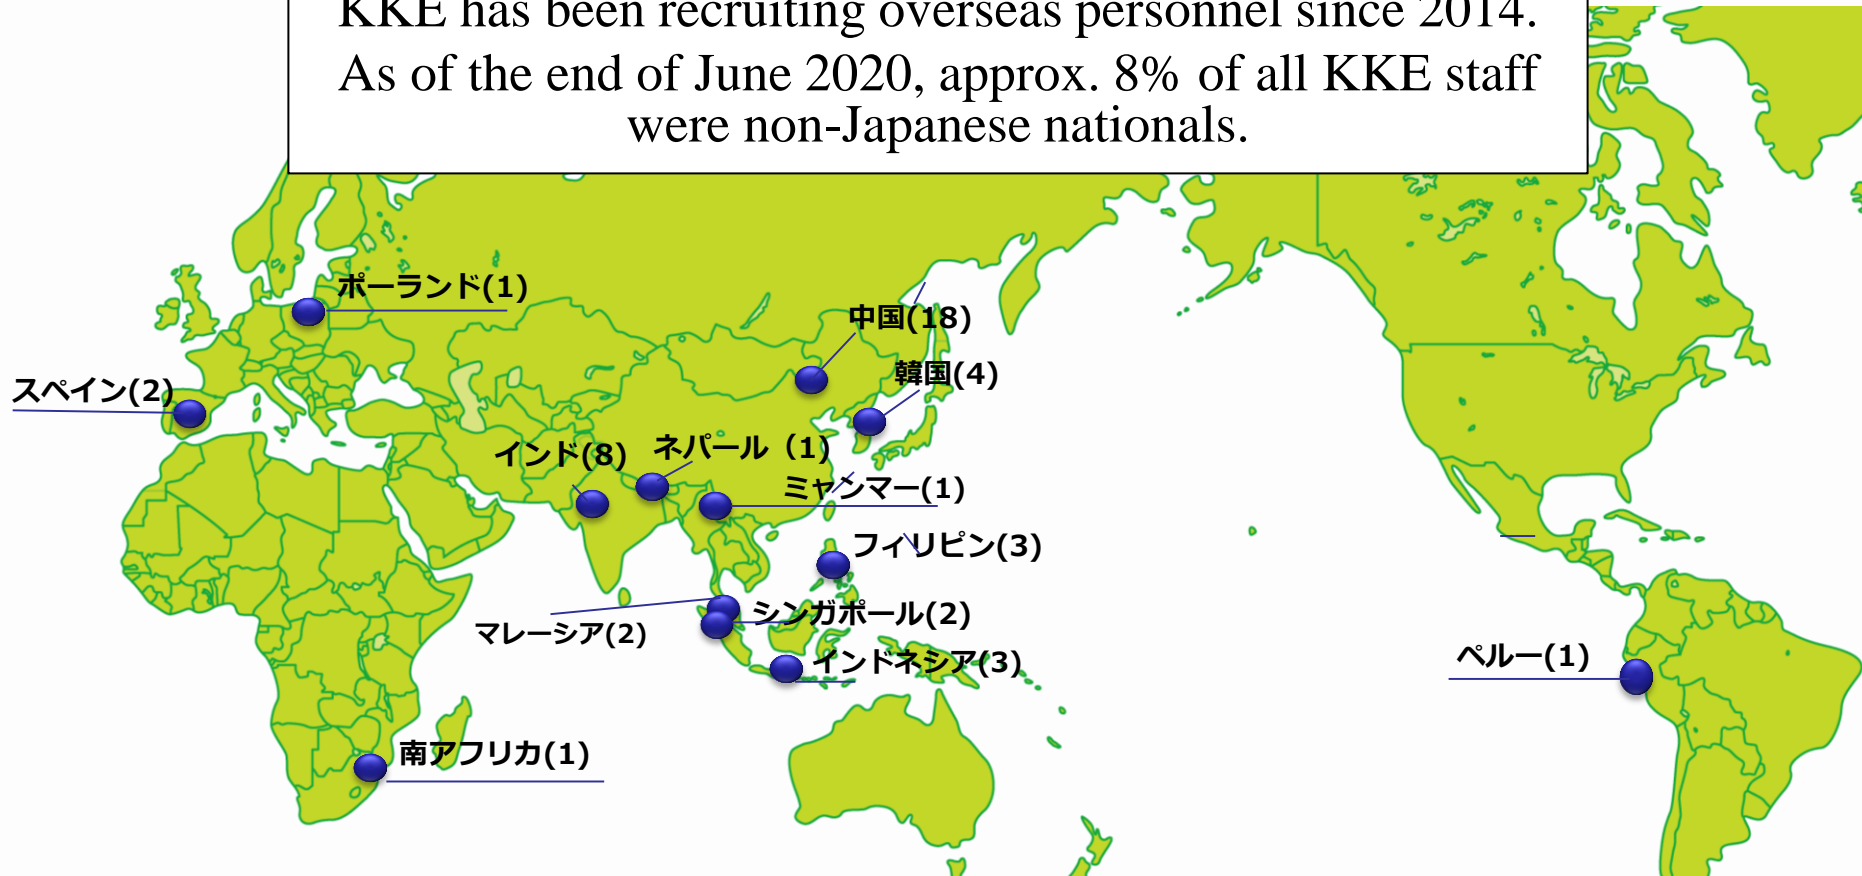 KKE has been recruiting overseas personnel since 2014.
As of the end of June 2020, approx. 8% of all KKE staff
were non-Japanese nationals.
ポーランド(1)
中国(18)
韓国(4)
スペイン(2)
インド(8)
ネパール（1)
ミャンマー(1)
フィリピン(3)
シンガポール(2)
マレーシア(2)
インドネシア(3)
ペルー(1)
南アフリカ(1)